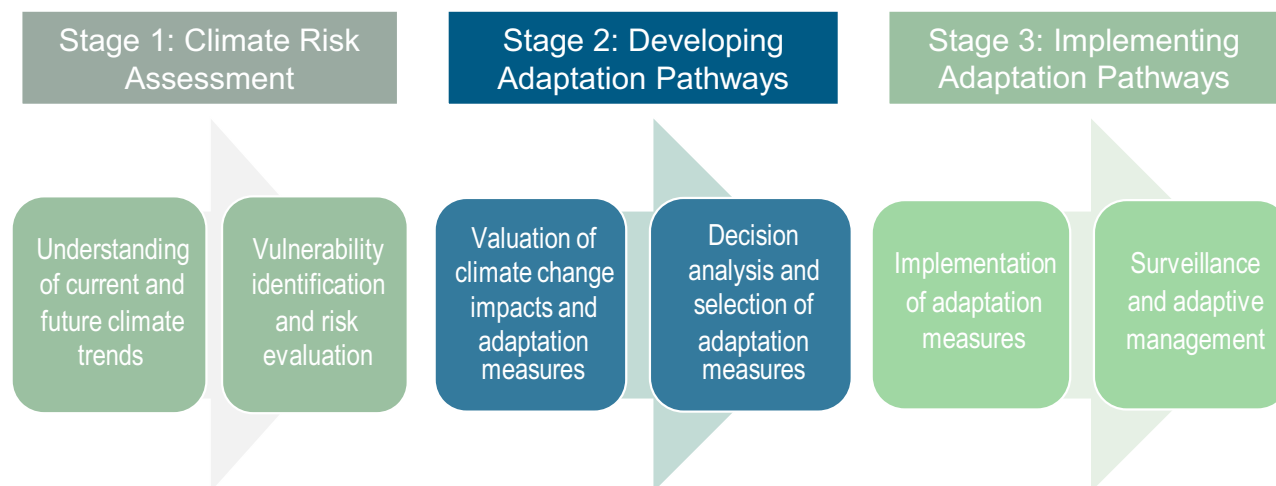 Stage 1: Climate Risk
Assessment
Stage 2: Developing
Adaptation Pathways
Stage 3: Implementing
Adaptation Pathways
Understanding
of current and
future climate
trends
Vulnerability
identification
and risk
evaluation
Valuation of
climate change
impacts and
adaptation
measures
Decision
analysis and
selection of
adaptation
measures
Implementation
of adaptation
measures
Surveillance
and adaptive
management